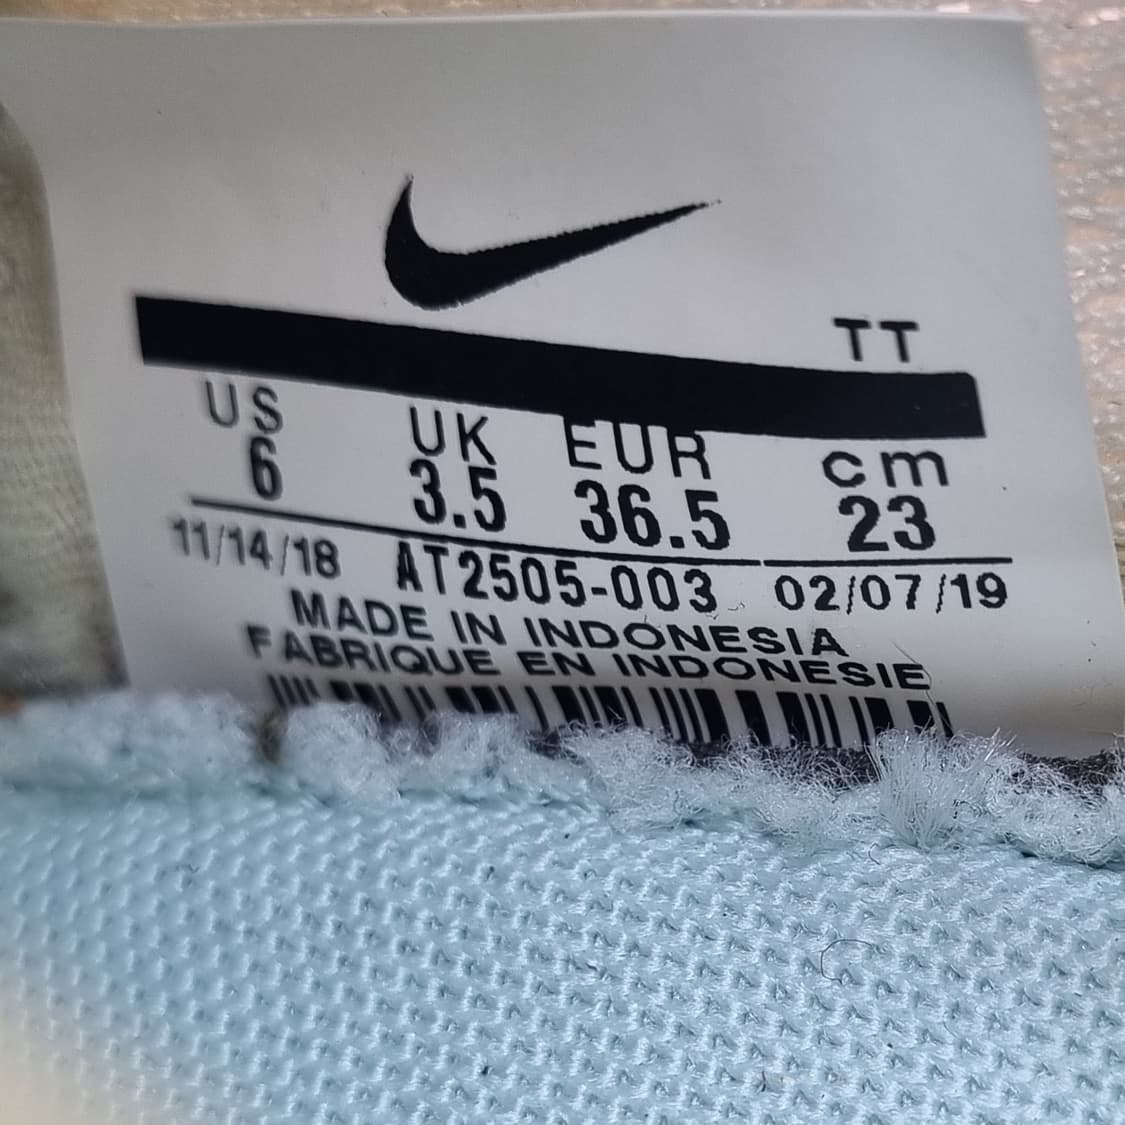 TT
US UK EUR cm
6 3.5 36.5 23
11/14/18 AT2505-003 02/07/19
MADE IN INDONESIA
FABRIQUE EN INDONESIE